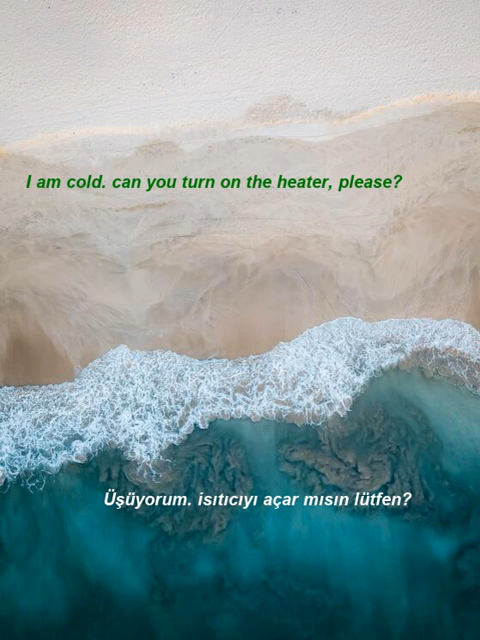 I am cold. can you turn on the heater, please?
Üşüyorum. isıtıcıyı açar mısın lütfen?